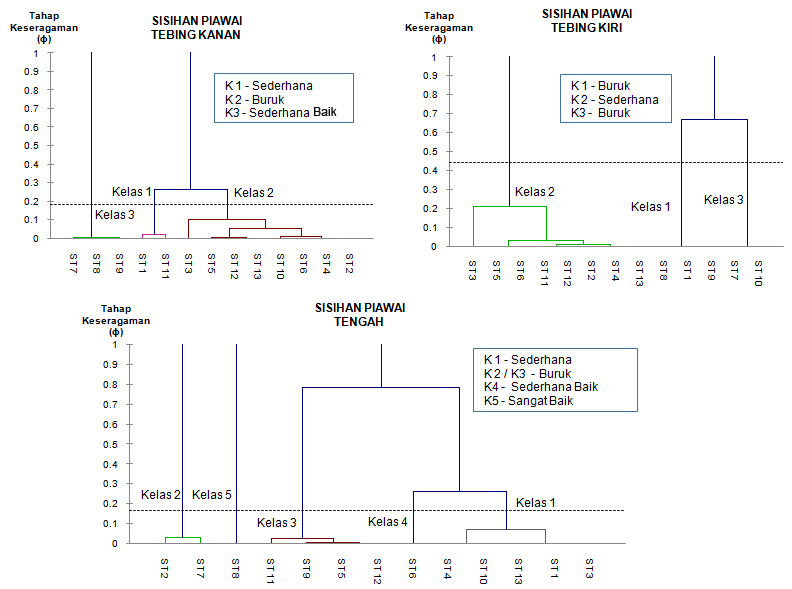 Tahap
Keseragaman
(ɸ)
SISIHAN PIAWAI
TEBING KANAN
1
0.9
0.8
0.7
0.6
0.5
0.4
0.3
0.2
0.1
0
K 1 - Sederhana
K 2 - Buruk
K3 - Sederhana Baik
Kelas 1
Kelas 2
Kelas 3
ST7
ST8
ST9
ST1
ST11
ST3
ST5
ST12
ST13
ST10
ST6
ST4
ST2
Tahap
Keseragaman
(ɸ)
SISIHAN PIAWAI
TEBING KIRI
1
0.9
0.8
0.7
0.6
0.5
0.4
0.3
0.2
0.1
0
K 1 - Buruk
K 2 - Sederhana
K3 - Buruk
Kelas 2
Kelas 1
Kelas 3
ST3
ST5
ST6
ST11
ST12
ST2
ST4
ST13
ST8
ST1
ST9
ST7
ST10
Tahap
Keseragaman
(ɸ)
SISIHAN PIAWAI
TENGAH
1
0.9
0.8
0.7
0.6
0.5
0.4
0.3
0.2
0.1
0
K 1 - Sederhana
K 2 / K3 - Buruk
K4 - Sederhana Baik
K5 - Sangat Baik
Kelas 2
Kelas 5
Kelas 3
Kelas 4
Kelas 1
ST2
ST7
ST8
ST11
ST9
ST5
ST12
ST6
ST4
ST10
ST13
ST1
ST3